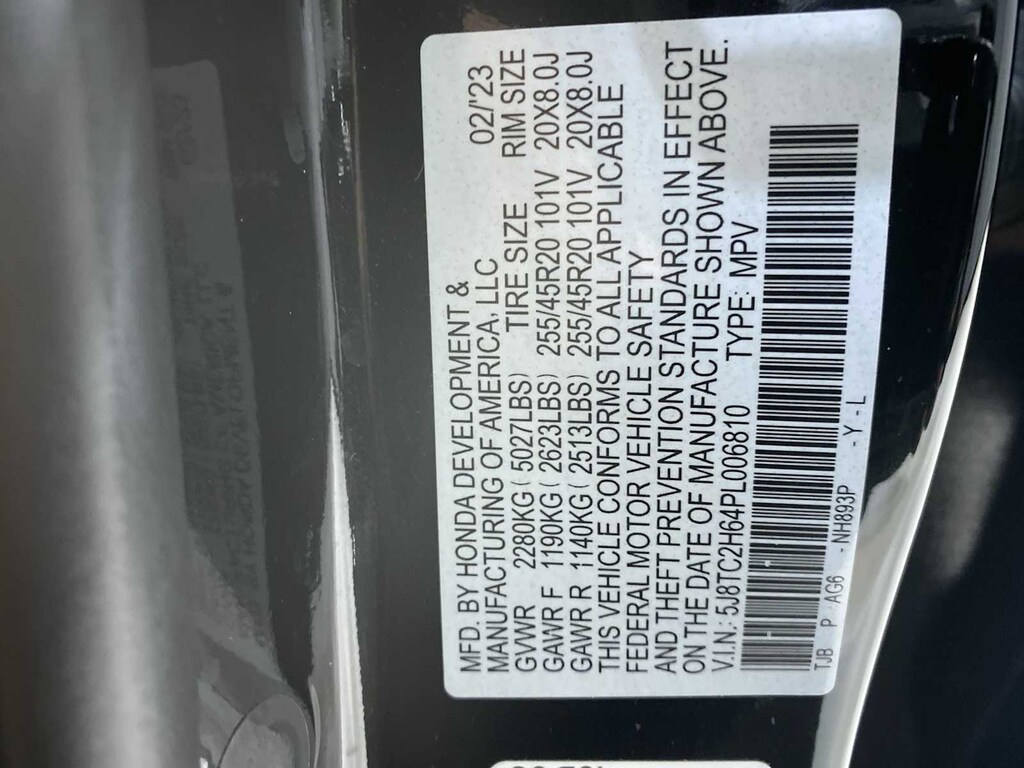 MFD. BY HONDA DEVELOPMENT &
MANUFACTURING OF AMERICA, LLC 02/'23
GVWR 2280KG ( 5027LBS) TIRE SIZE RIM SIZE
GAWR F 1190KG ( 2623LBS) 255/45R20 101V 20X8.0J
GAWR R 1140KG ( 2513LBS) 255/45R20 101V 20X8.0J
THIS VEHICLE CONFORMS TO ALL APPLICABLE
FEDERAL MOTOR VEHICLE SAFETY
AND THEFT PREVENTION STANDARDS IN EFFECT
ON THE DATE OF MANUFACTURE SHOWN ABOVE.
V.I.N: 5J8TC2H64PL006810 TYPE: MPV
TJB P - AG6 - NH893P - Y - L